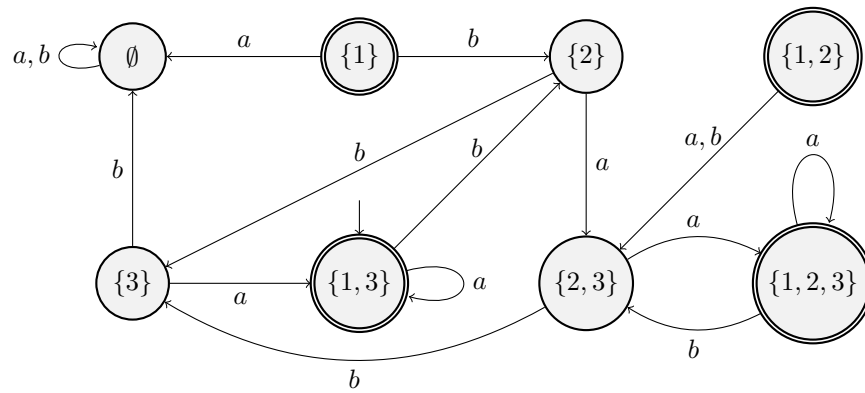 a
a, b ∅ a {1} b {2} {1, 2}
b b b a a, b a
{3} a {1, 3} a {2, 3} a {1, 2, 3}
b b